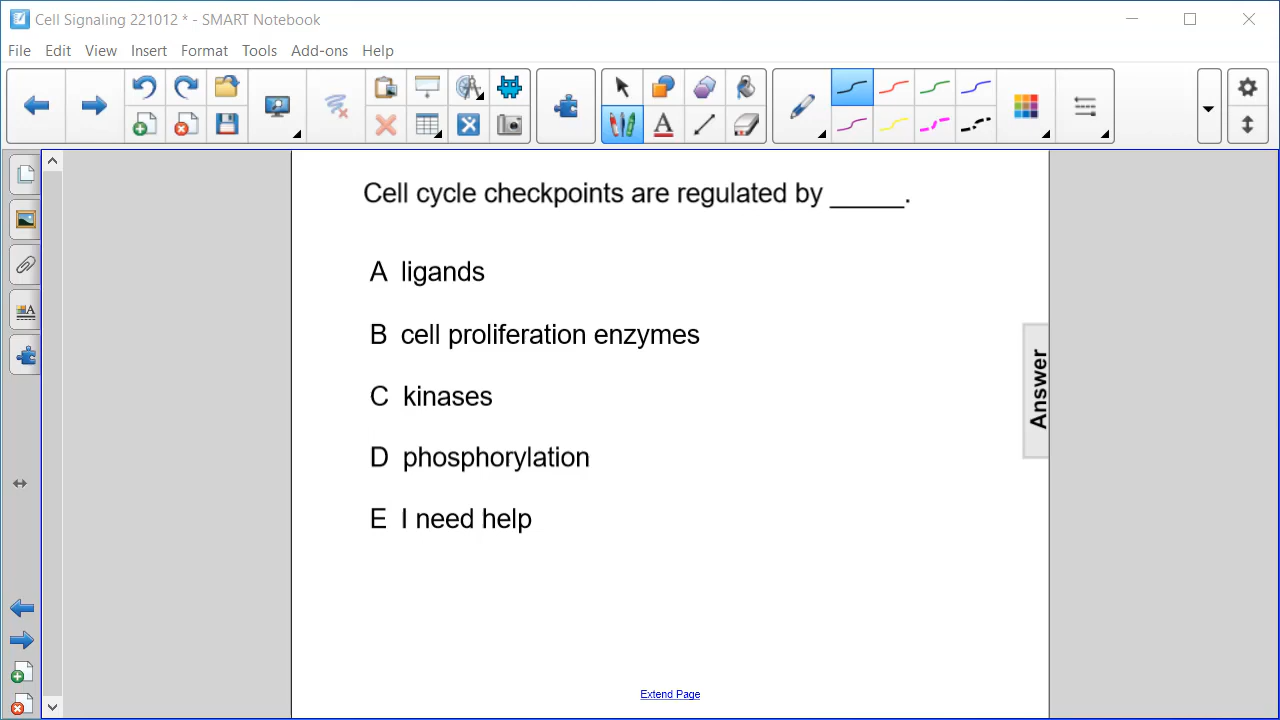 Cell Signaling 221012 * - SMART Notebook
File Edit View Insert Format Tools Add-ons Help
Cell cycle checkpoints are regulated by _____.
A ligands
B cell proliferation enzymes
C kinases
D phosphorylation
E I need help
Answer
Extend Page